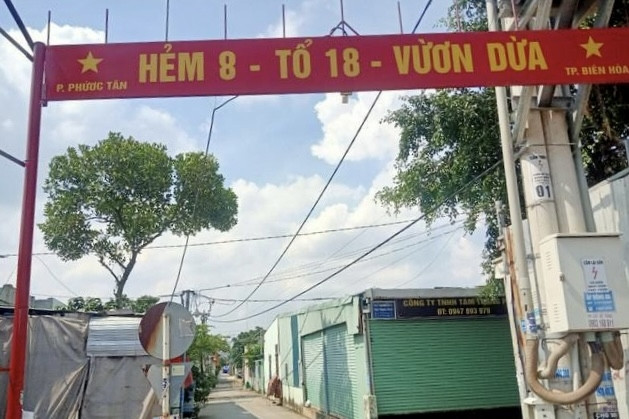 HẺM 8 - TỔ 18 - VƯỜN DỪA
P. PHƯỚC TÂN
TP. BIÊN HÒA
01
CÔNG TY TNHH TÂM
ĐT: 0947 893 979